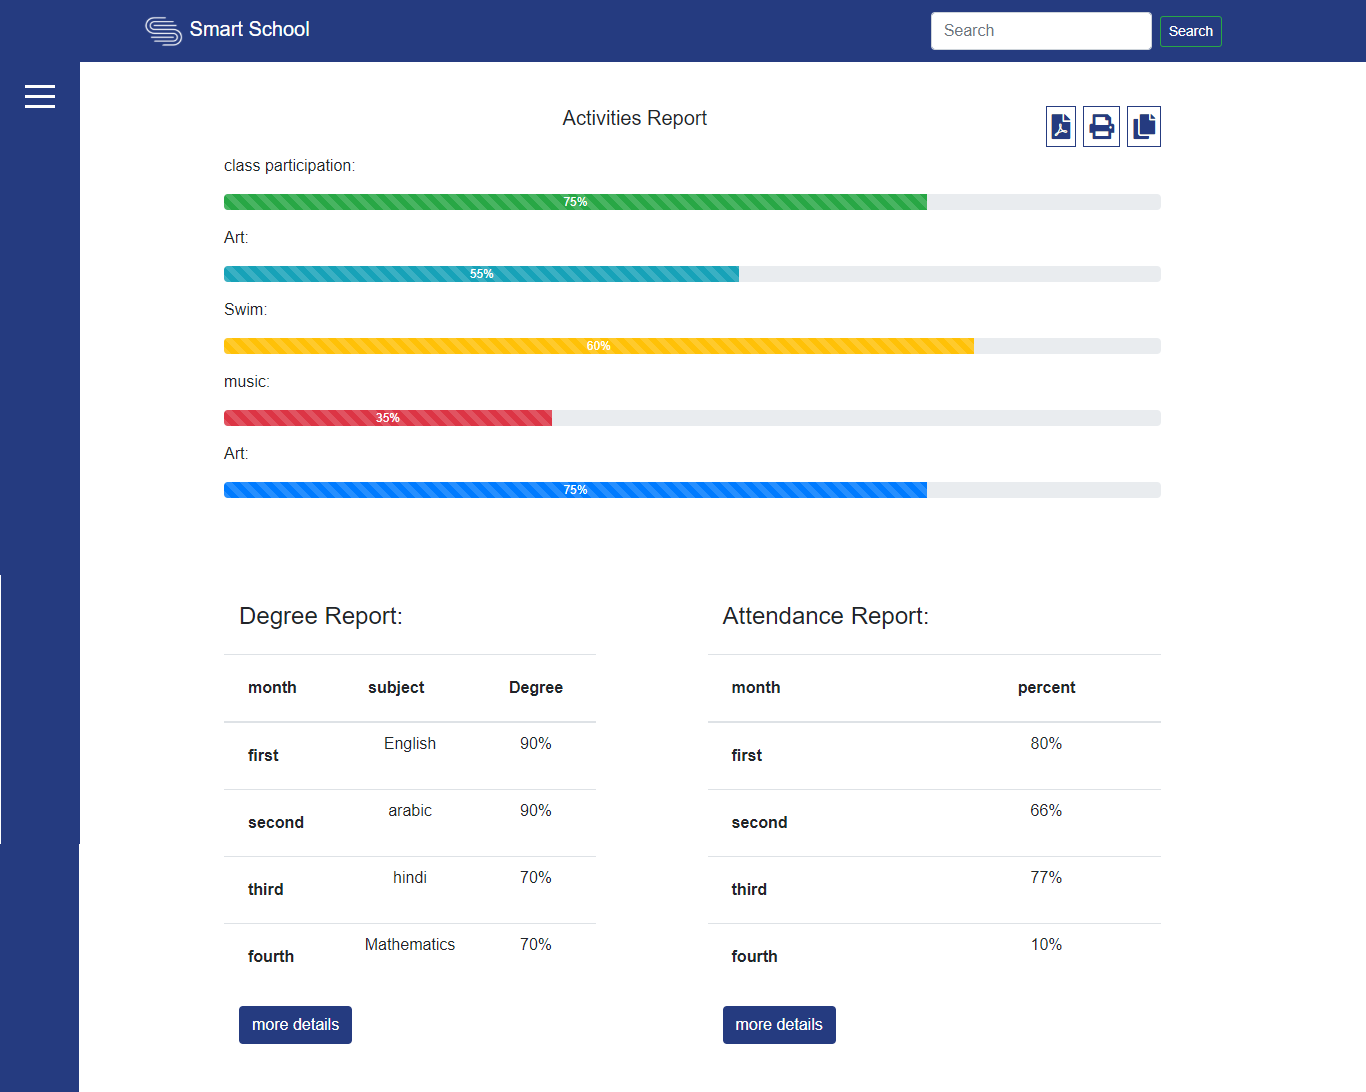 Smart School
Search
Search
Activities Report
class participation:
75%
Art:
55%
Swim:
60%
music:
35%
Art:
75%
Degree Report:
month subject Degree
first English 90%
second arabic 90%
third hindi 70%
fourth Mathematics 70%
more details
Attendance Report:
month percent
first 80%
second 66%
third 77%
fourth 10%
more details